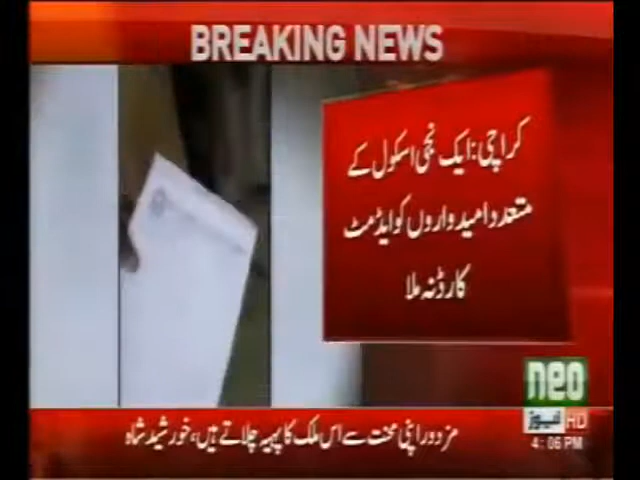 BREAKING NEWS
کراچی: ایک نجی اسکول کے
متعدد امیدواروں کو ایڈمٹ
کارڈ نہ ملا
neo
نیوز HD
4:06 PM
مزدور اپنی محنت سے اس ملک کا پہیہ چلاتے ہیں، خورشید شاہ